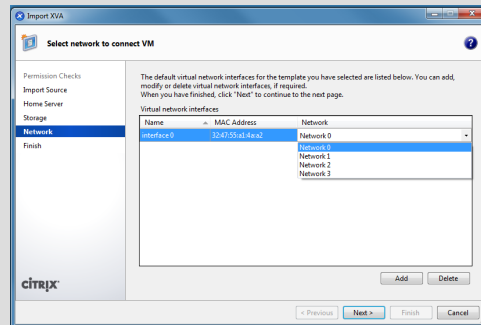 Import XVA
Select network to connect VM
Permission Checks
Import Source
Home Server
Storage
Network
Finish
The default virtual network interfaces for the template you have selected are listed below. You can add,
modify or delete virtual network interfaces, if required.
When you have finished, click "Next" to continue to the next page.
Virtual network interfaces
Name MAC Address Network
interface 0 32:47:55:a1:4a:a2 Network 0
Network 0
Network 1
Network 2
Network 3
Add Delete
CITRIX
< Previous Next > Finish Cancel